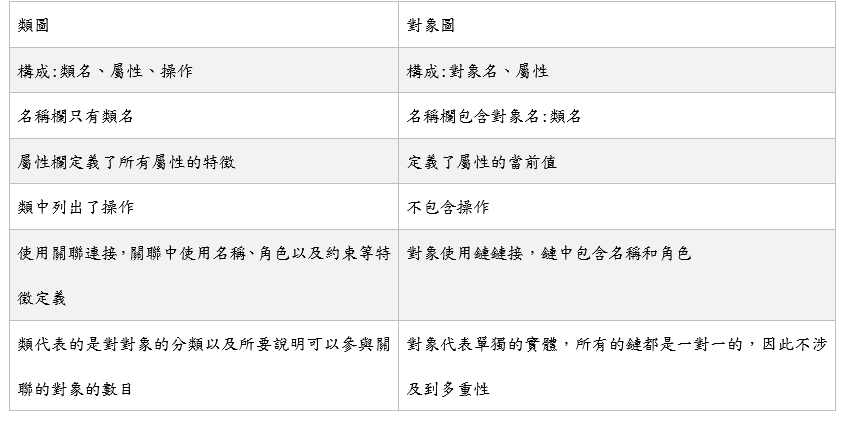 類圖
對象圖
構成:類名、屬性、操作
構成:對象名、屬性
名稱欄只有類名
名稱欄包含對象名:類名
屬性欄定義了所有屬性的特徵
定義了屬性的當前值
類中列出了操作
不包含操作
使用關聯連接，關聯中使用名稱、角色以及約束等特
徵定義
對象使用鏈鏈接，鏈中包含名稱和角色
類代表的是對對象的分類以及所要說明可以參與關
聯的對象的數目
對象代表單獨的實體，所有的鏈都是一對一的，因此不涉
及到多重性